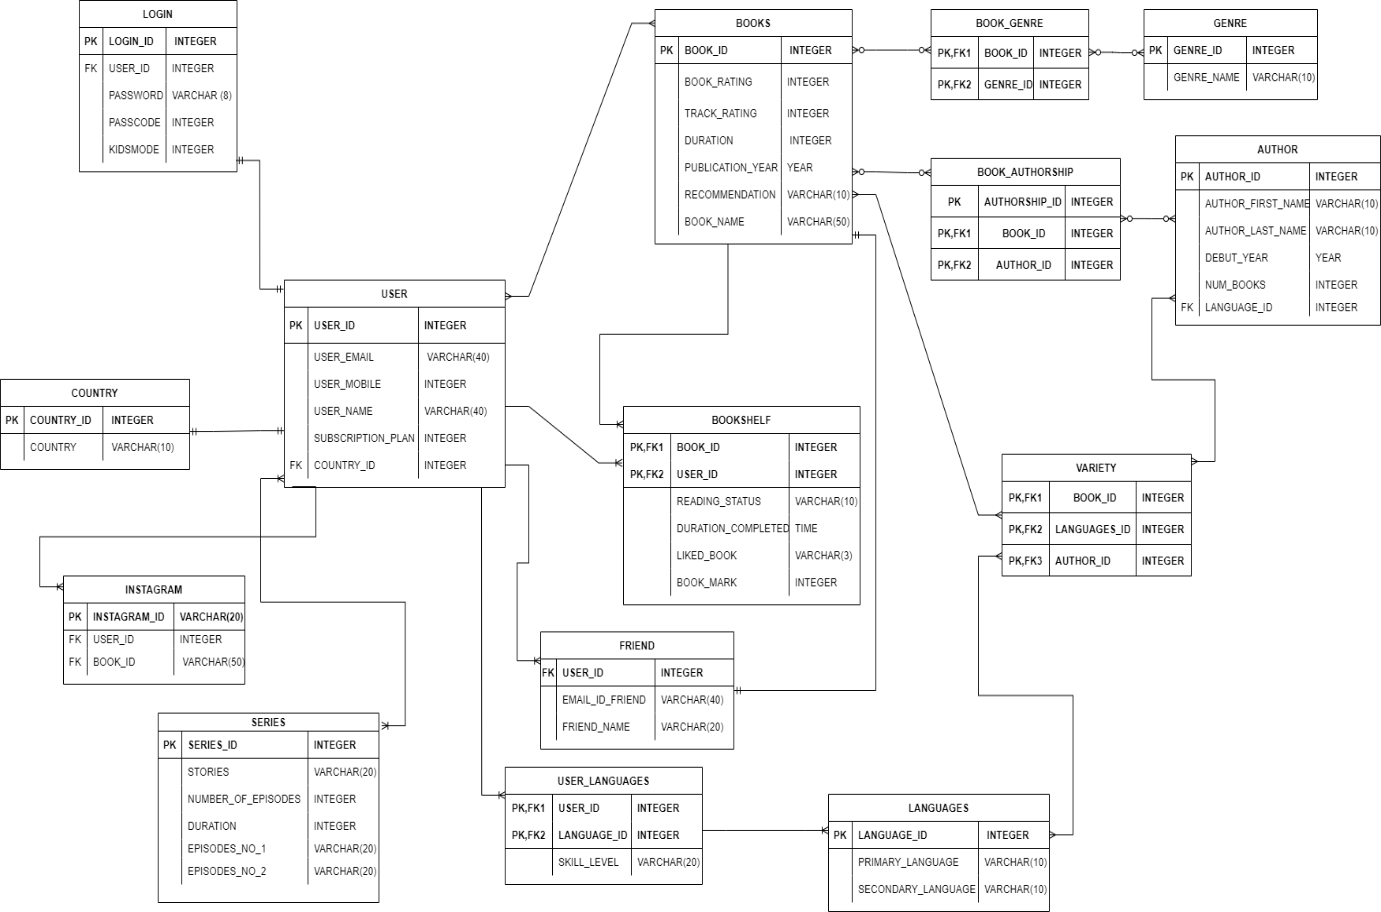 LOGIN
PK LOGIN_ID INTEGER
FK USER_ID INTEGER
PASSWORD VARCHAR (8)
PASSCODE INTEGER
KIDSMODE INTEGER
BOOKS
PK BOOK_ID INTEGER
BOOK_RATING INTEGER
TRACK_RATING INTEGER
DURATION INTEGER
PUBLICATION_YEAR YEAR
RECOMMENDATION VARCHAR(10)
BOOK_NAME VARCHAR(50)
BOOK_GENRE
PK,FK1 BOOK_ID INTEGER
PK,FK2 GENRE_ID INTEGER
GENRE
PK GENRE_ID INTEGER
GENRE_NAME VARCHAR(10)
BOOK_AUTHORSHIP
PK AUTHORSHIP_ID INTEGER
PK,FK1 BOOK_ID INTEGER
PK,FK2 AUTHOR_ID INTEGER
AUTHOR
PK AUTHOR_ID INTEGER
AUTHOR_FIRST_NAME VARCHAR(10)
AUTHOR_LAST_NAME VARCHAR(10)
DEBUT_YEAR YEAR
NUM_BOOKS INTEGER
FK LANGUAGE_ID INTEGER
USER
PK USER_ID INTEGER
USER_EMAIL VARCHAR(40)
USER_MOBILE INTEGER
USER_NAME VARCHAR(40)
SUBSCRIPTION_PLAN INTEGER
FK COUNTRY_ID INTEGER
COUNTRY
PK COUNTRY_ID INTEGER
COUNTRY VARCHAR(10)
BOOKSHELF
PK,FK1 BOOK_ID INTEGER
PK,FK2 USER_ID INTEGER
READING_STATUS VARCHAR(10)
DURATION_COMPLETED TIME
LIKED_BOOK VARCHAR(3)
BOOK_MARK INTEGER
VARIETY
PK,FK1 BOOK_ID INTEGER
PK,FK2 LANGUAGES_ID INTEGER
PK,FK3 AUTHOR_ID INTEGER
INSTAGRAM
PK INSTAGRAM_ID VARCHAR(20)
FK USER_ID INTEGER
FK BOOK_ID VARCHAR(50)
FRIEND
FK USER_ID INTEGER
EMAIL_ID_FRIEND VARCHAR(40)
FRIEND_NAME VARCHAR(20)
SERIES
PK SERIES_ID INTEGER
STORIES VARCHAR(20)
NUMBER_OF_EPISODES INTEGER
DURATION INTEGER
EPISODES_NO_1 VARCHAR(20)
EPISODES_NO_2 VARCHAR(20)
USER_LANGUAGES
PK,FK1 USER_ID INTEGER
PK,FK2 LANGUAGE_ID INTEGER
SKILL_LEVEL VARCHAR(20)
LANGUAGES
PK LANGUAGE_ID INTEGER
PRIMARY_LANGUAGE VARCHAR(10)
SECONDARY_LANGUAGE VARCHAR(10)